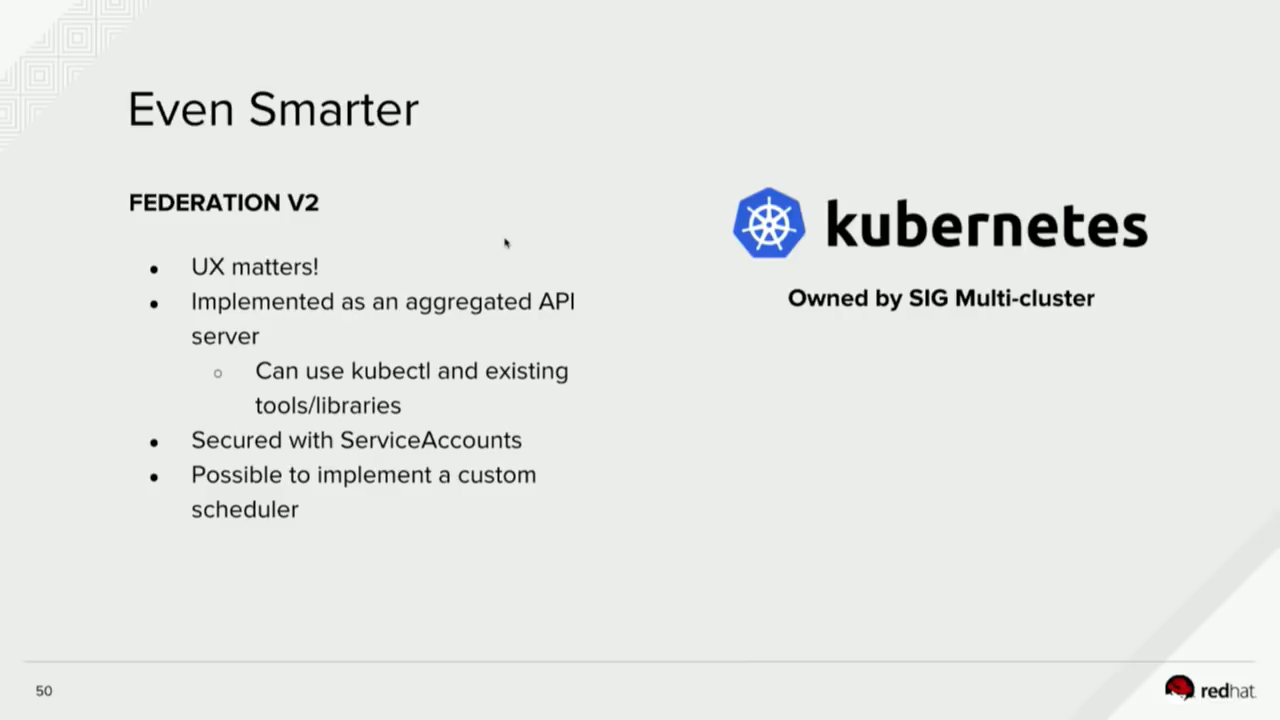 Even Smarter
FEDERATION V2
• UX matters!
• Implemented as an aggregated API
server
○ Can use kubectl and existing
tools/libraries
• Secured with ServiceAccounts
• Possible to implement a custom
scheduler
kubernetes
Owned by SIG Multi-cluster
50
redhat.